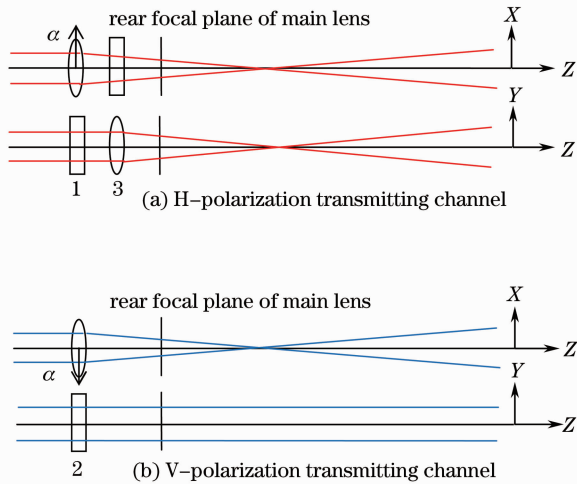 rear focal plane of main lens
X
α
Z
Y
Z
1 3
(a) H-polarization transmitting channel
rear focal plane of main lens
X
α
Z
Y
Z
2
(b) V-polarization transmitting channel